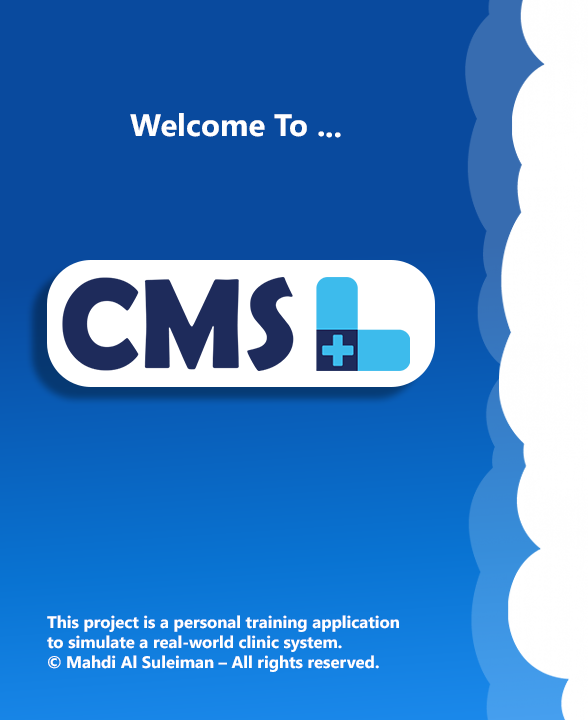 Welcome To ...
CMS
This project is a personal training application
to simulate a real-world clinic system.
© Mahdi Al Suleiman – All rights reserved.